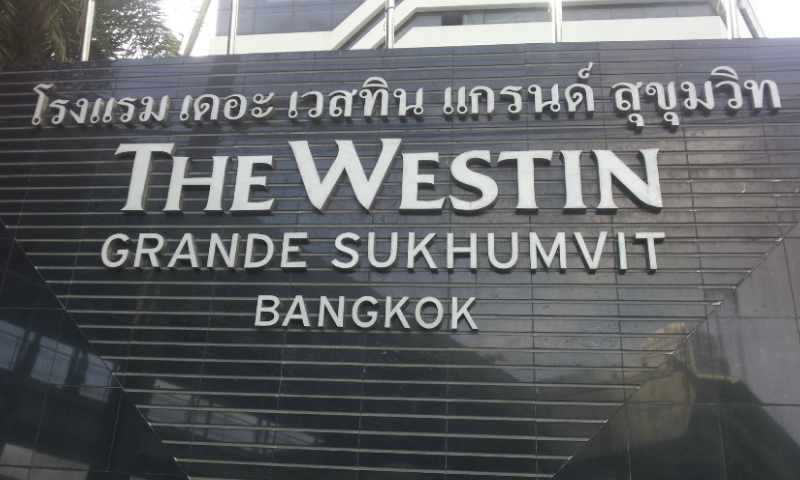 โรงแรม เดอะ เวสทิน แกรนด์ สุขุมวิท
THE WESTIN
GRANDE SUKHUMVIT
BANGKOK